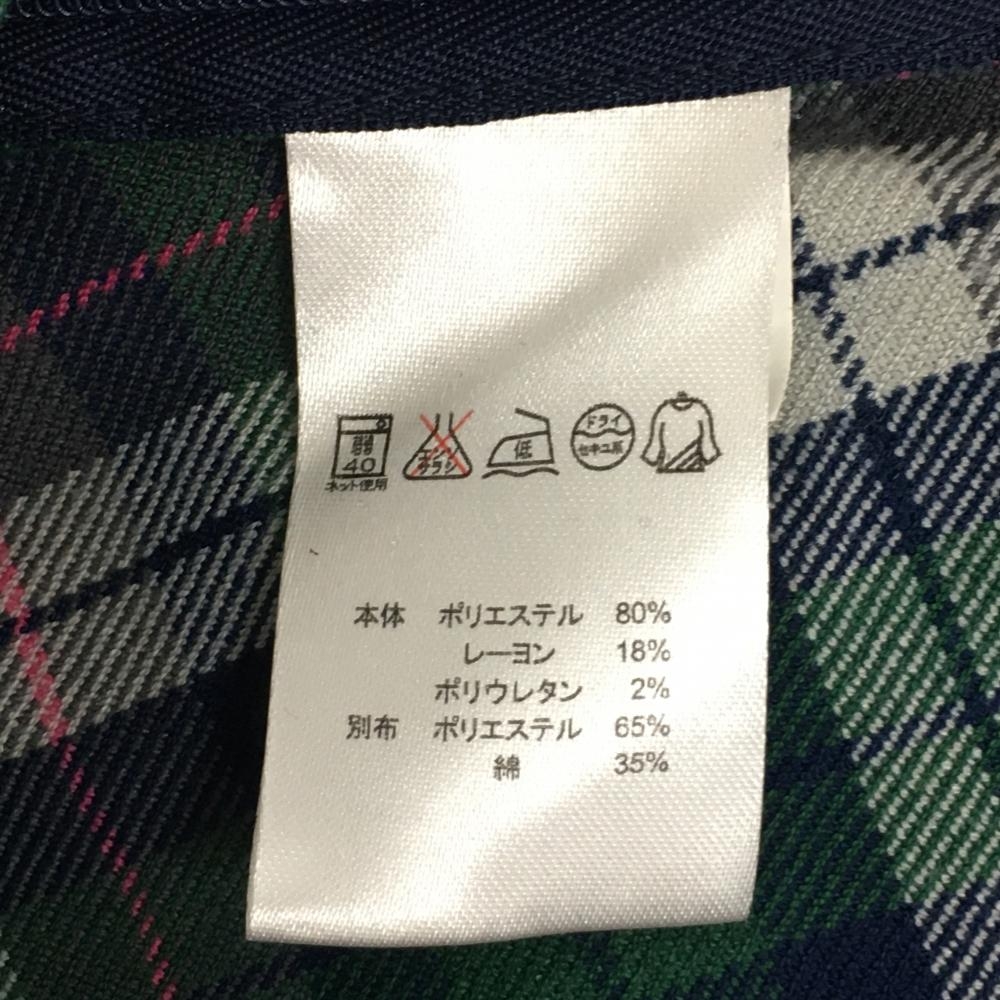 弱
40
ネット使用
エンソ
サラシ
低
ドライ
セキユ系
本体 ポリエステル 80%
レーヨン 18%
ポリウレタン 2%
別布 ポリエステル 65%
綿 35%